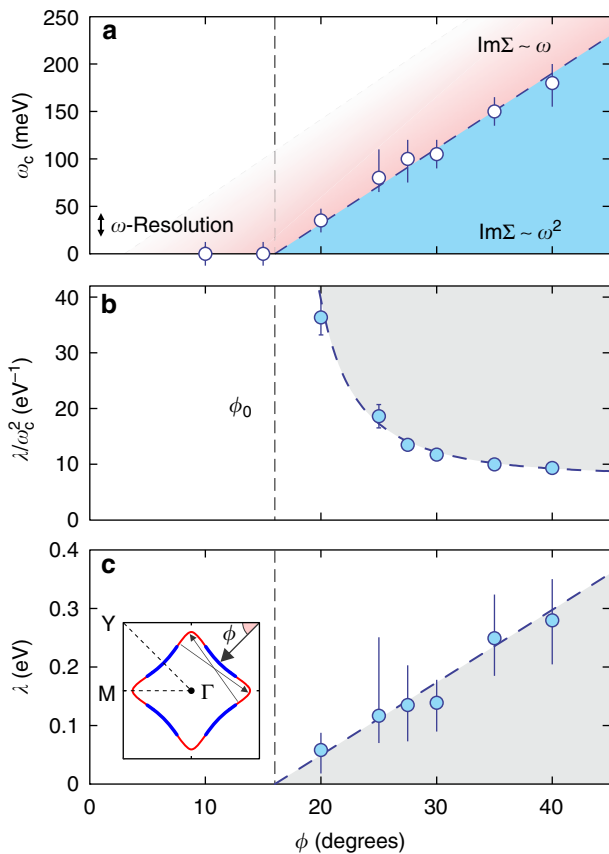 a
250
200
150
100
50
0
ω_c (meV)
ImΣ ~ ω
ω-Resolution
ImΣ ~ ω²
b
40
30
20
10
0
λ/ω_c² (eV⁻¹)
ϕ₀
c
0.4
0.3
0.2
0.1
0
λ (eV)
Y
ϕ
M
Γ
0 10 20 30 40
ϕ (degrees)